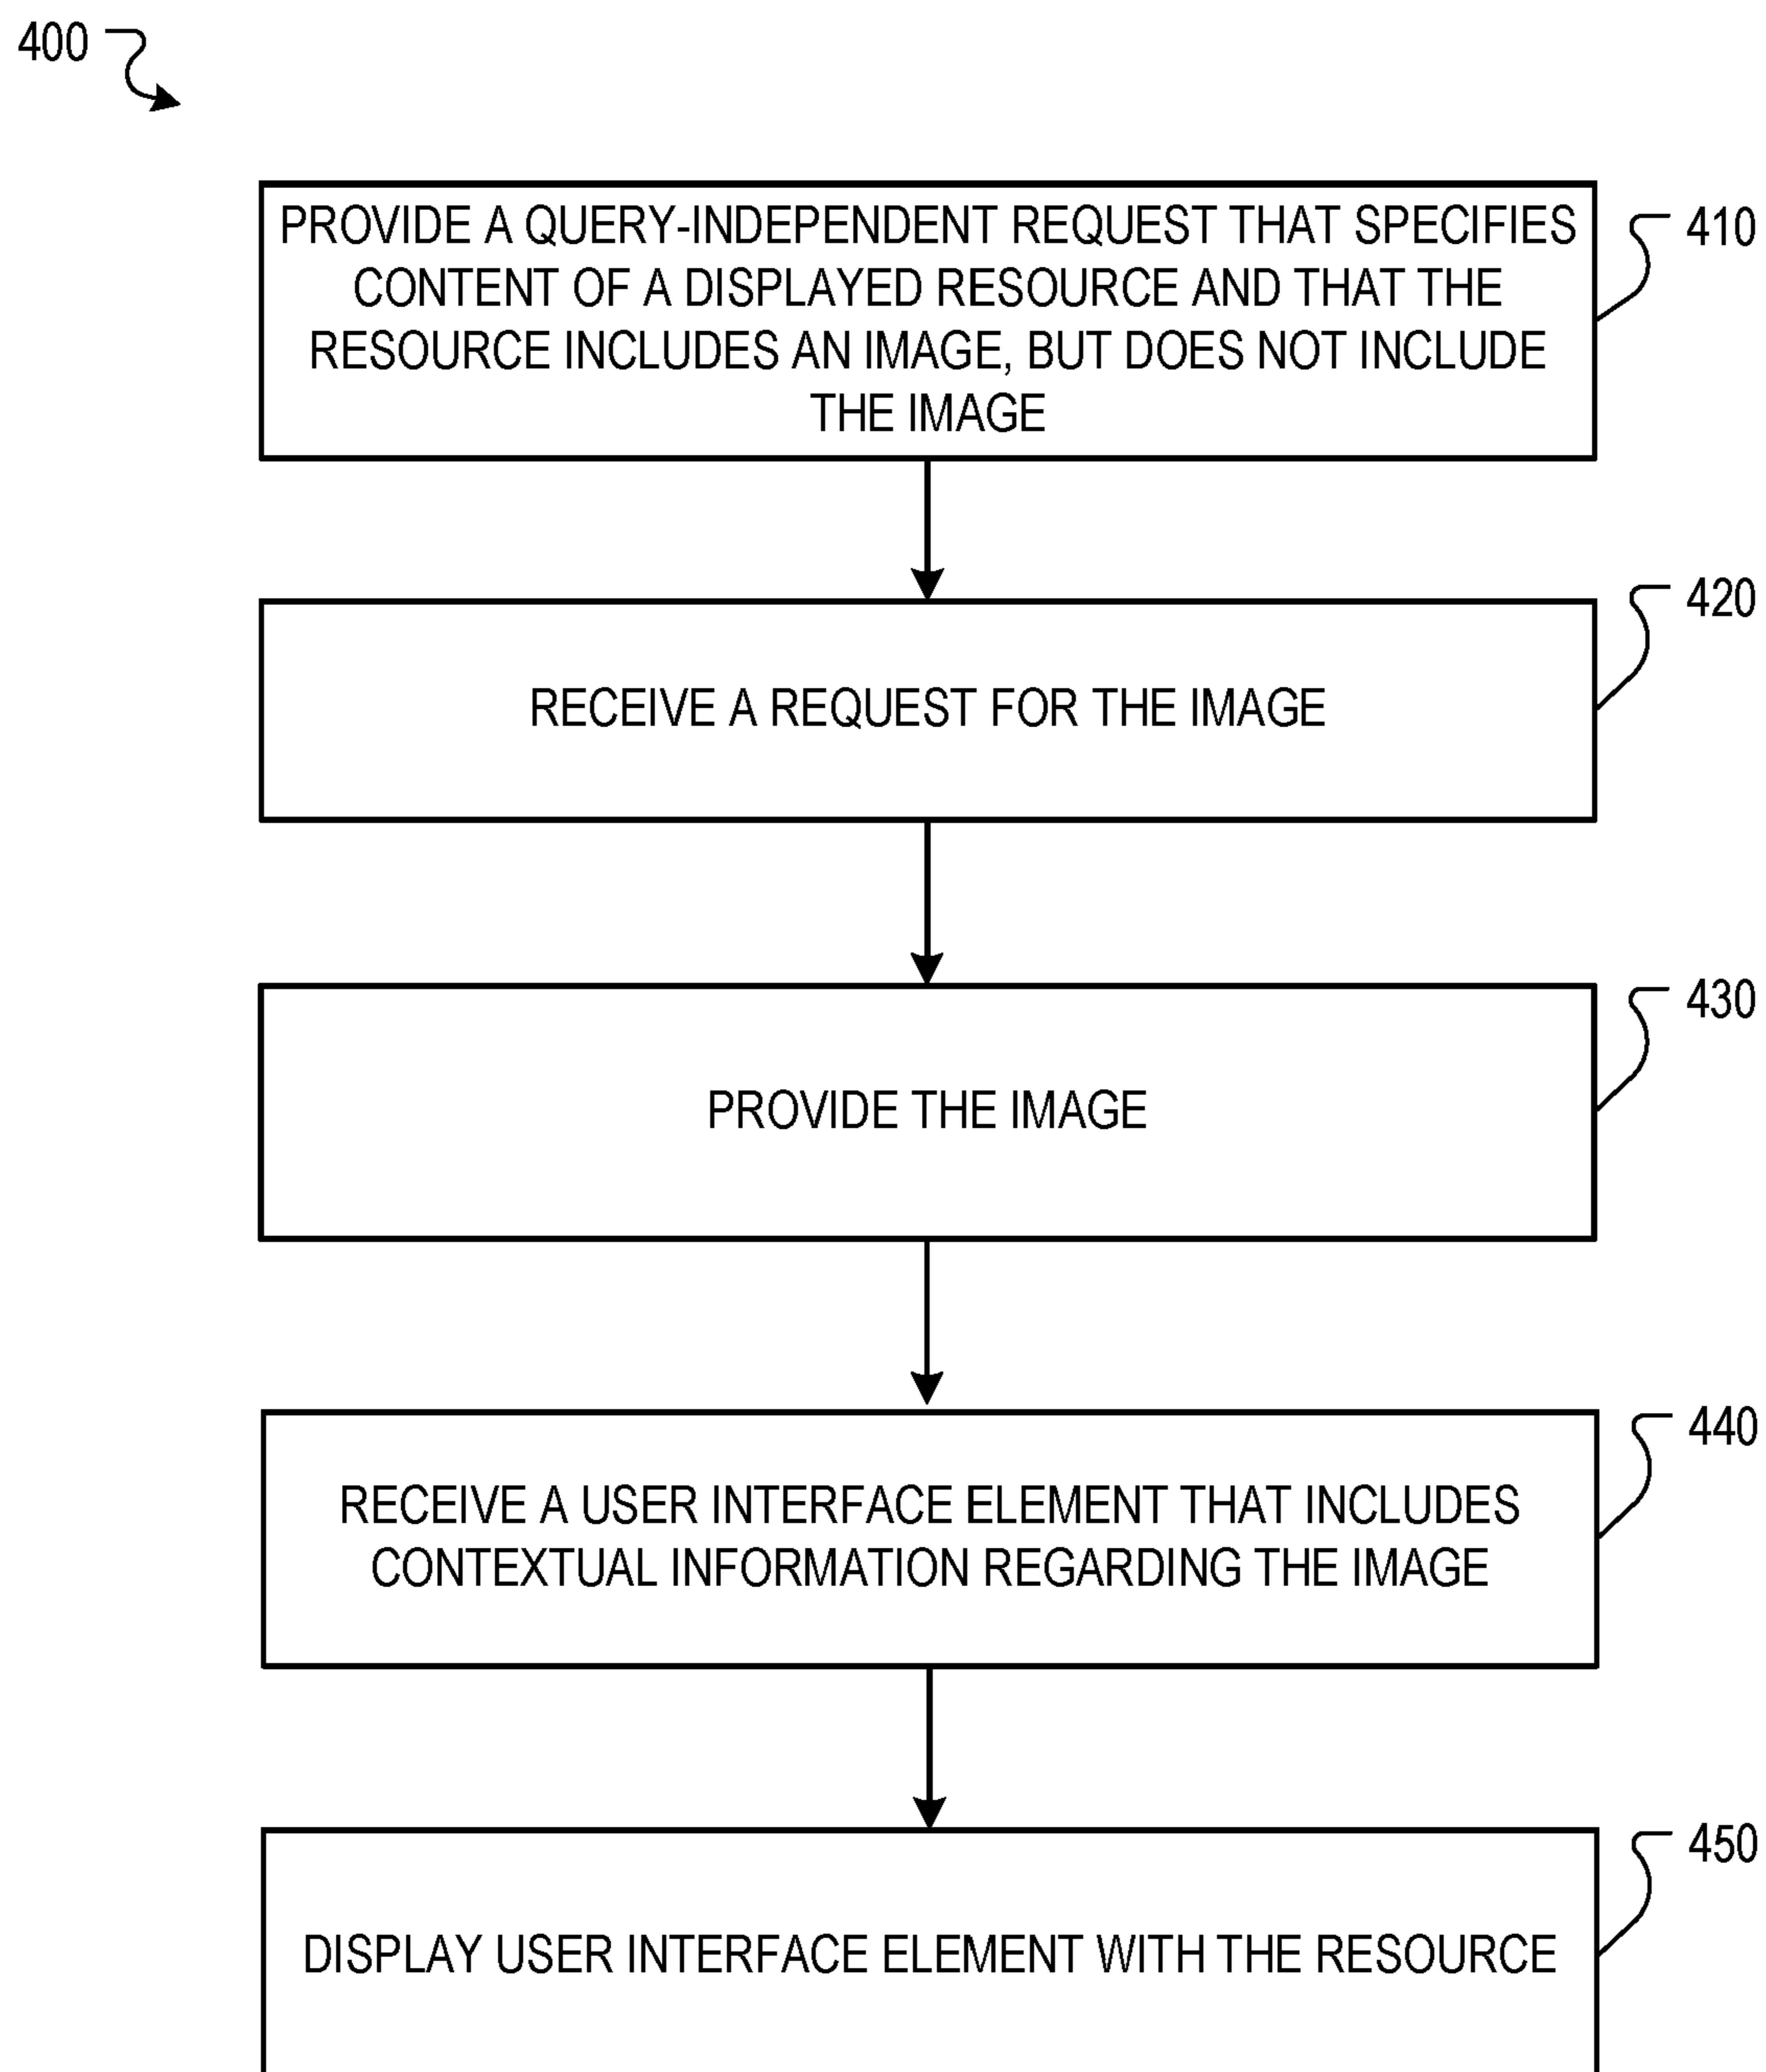 400
PROVIDE A QUERY-INDEPENDENT REQUEST THAT SPECIFIES
CONTENT OF A DISPLAYED RESOURCE AND THAT THE
RESOURCE INCLUDES AN IMAGE, BUT DOES NOT INCLUDE
THE IMAGE
410
RECEIVE A REQUEST FOR THE IMAGE
420
PROVIDE THE IMAGE
430
RECEIVE A USER INTERFACE ELEMENT THAT INCLUDES
CONTEXTUAL INFORMATION REGARDING THE IMAGE
440
DISPLAY USER INTERFACE ELEMENT WITH THE RESOURCE
450